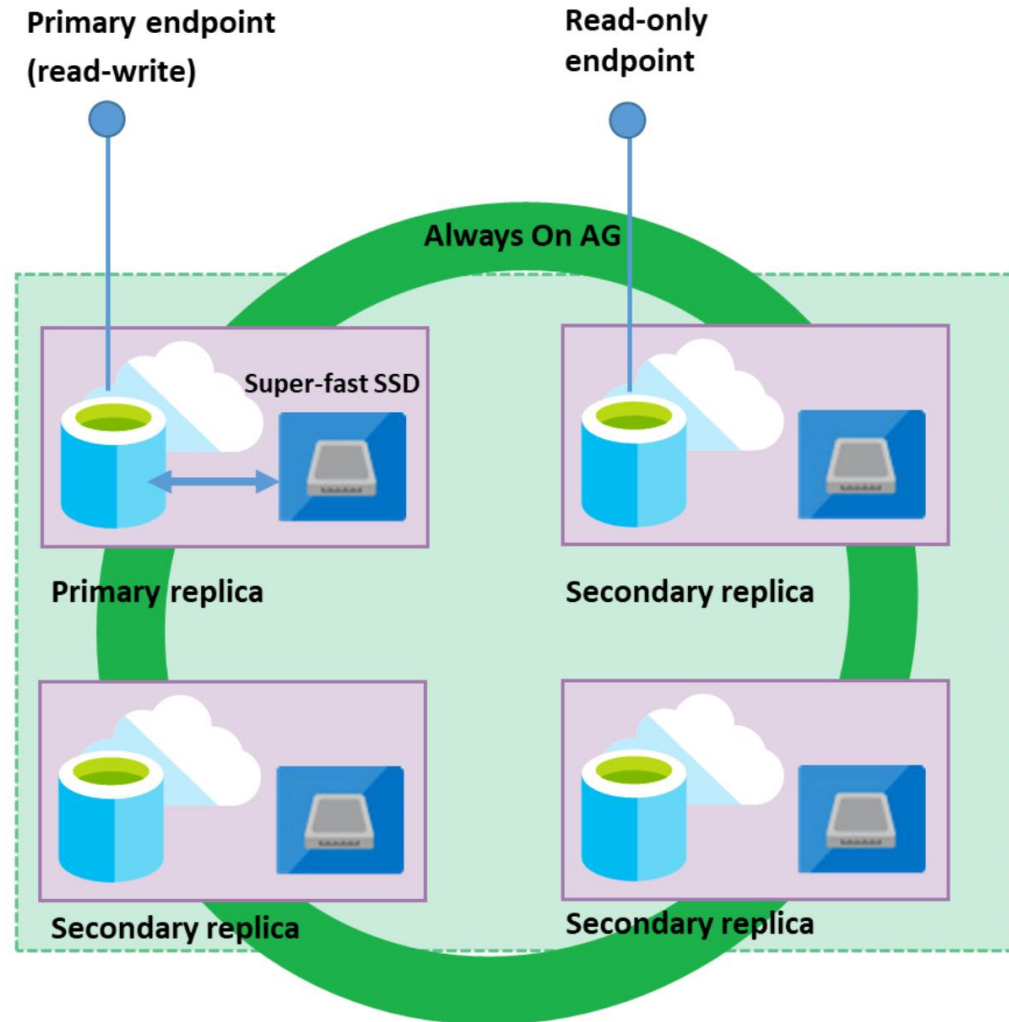 Primary endpoint
(read-write)
Read-only
endpoint
Always On AG
Super-fast SSD
Primary replica
Secondary replica
Secondary replica
Secondary replica